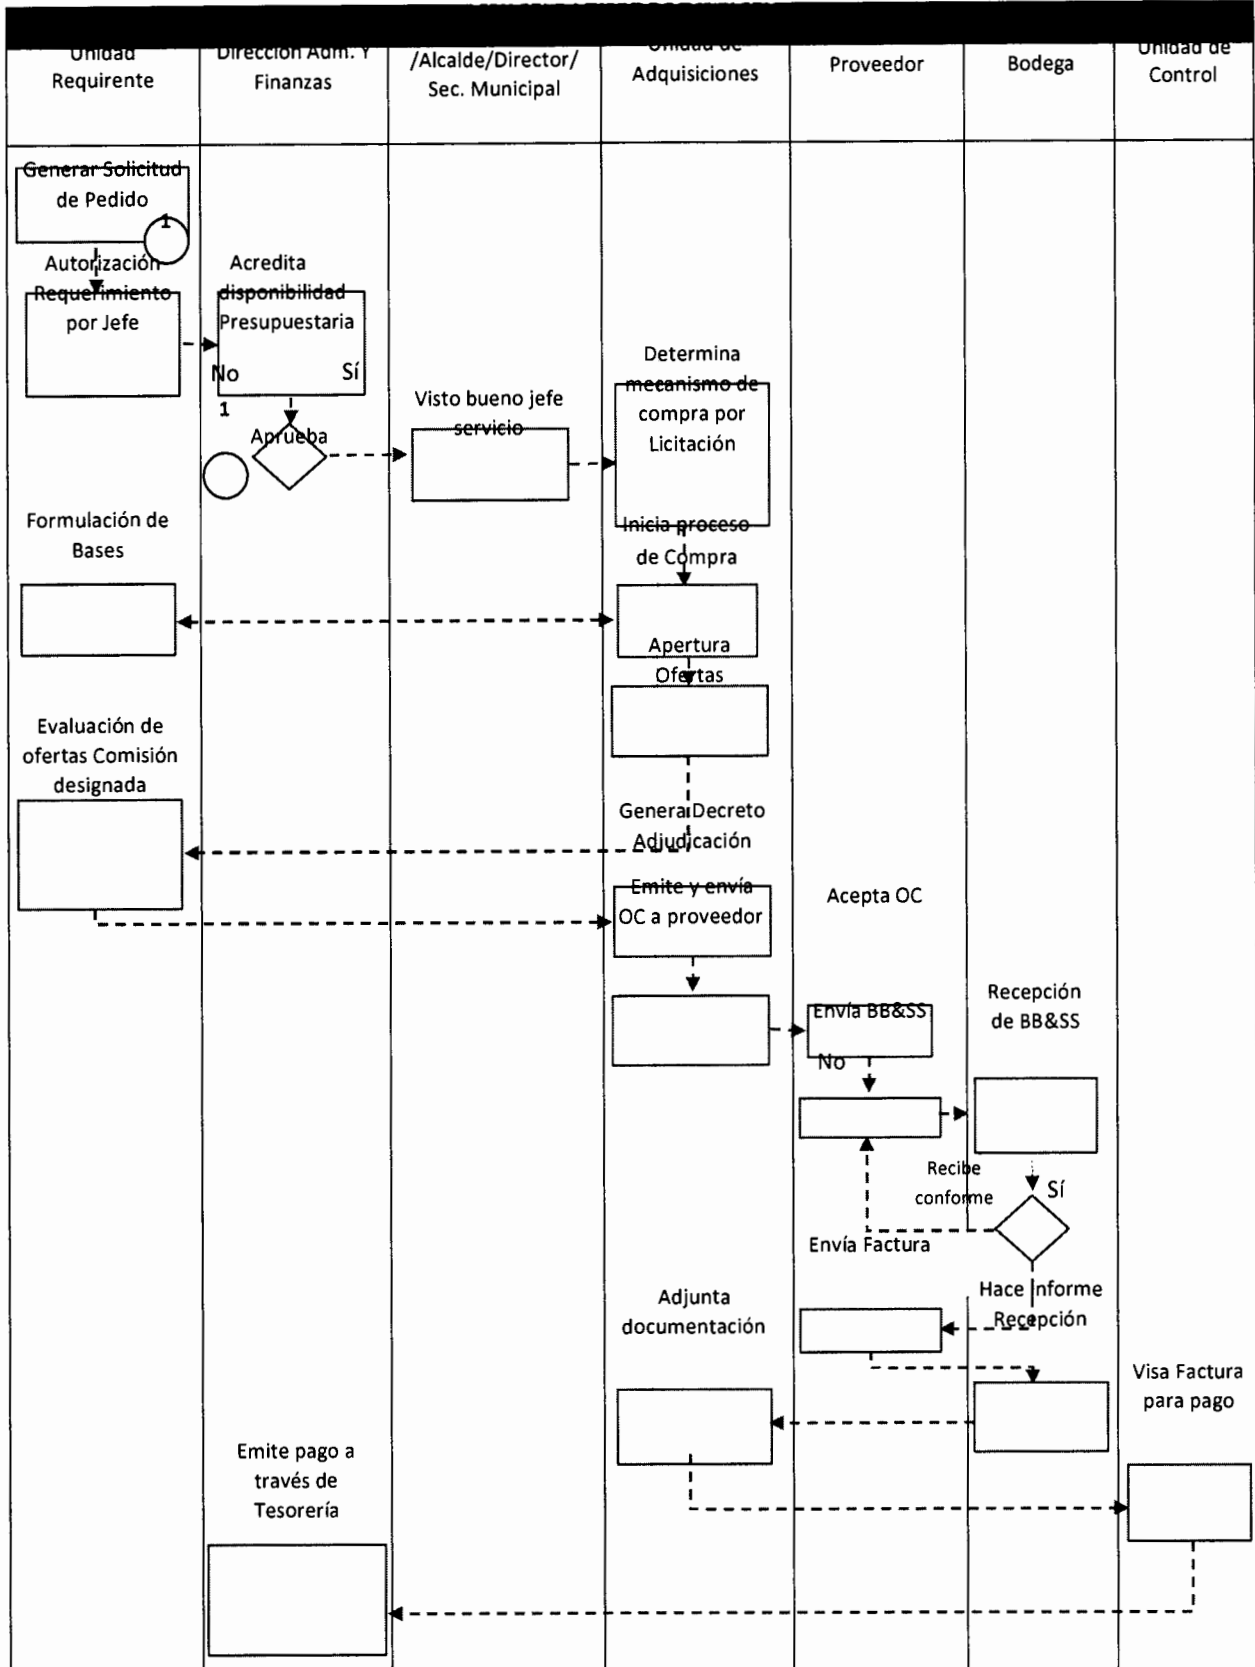 Unidad
Requirente
Dirección Adm. Y
Finanzas
/Alcalde/Director/
Sec. Municipal
Unidad de
Adquisiciones
Proveedor
Bodega
Unidad de
Control
Generar Solicitud
de Pedido
1
Autorización
Requerimiento
por Jefe
Acredita
disponibilidad
Presupuestaria
No
Sí
1
Aprueba
Visto bueno jefe
servicio
Determina
mecanismo de
compra por
Licitación
Inicia proceso
de Compra
Formulación de
Bases
Apertura
Ofertas
Evaluación de
ofertas Comisión
designada
Genera Decreto
Adjudicación
Emite y envía
OC a proveedor
Acepta OC
Envía BB&SS
No
Recepción
de BB&SS
Recibe
conforme
Sí
Envía Factura
Hace Informe
Recepción
Adjunta
documentación
Visa Factura
para pago
Emite pago a
través de
Tesorería